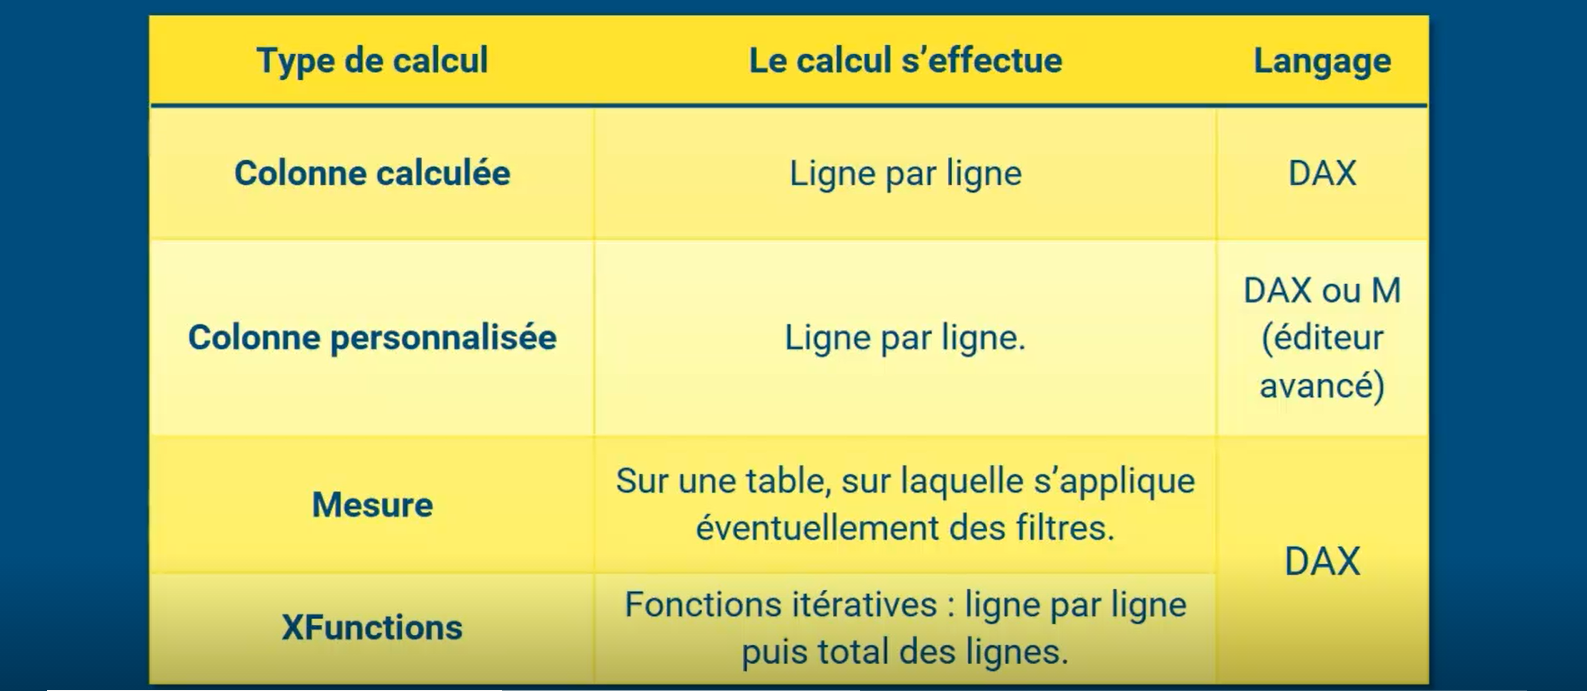 Type de calcul
Le calcul s’effectue
Langage
Colonne calculée
Ligne par ligne
DAX
Colonne personnalisée
Ligne par ligne.
DAX ou M
(éditeur
avancé)
Mesure
Sur une table, sur laquelle s’applique
éventuellement des filtres.
DAX
XFunctions
Fonctions itératives : ligne par ligne
puis total des lignes.